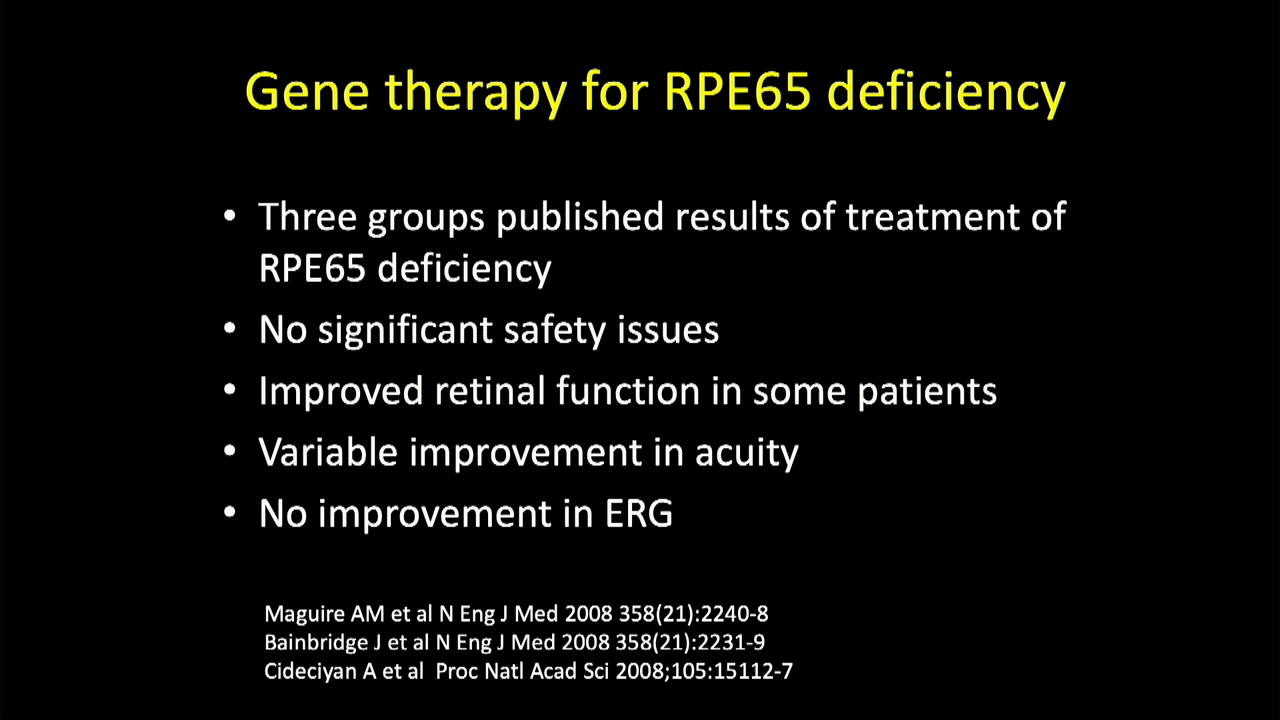 Gene therapy for RPE65 deficiency
• Three groups published results of treatment of
RPE65 deficiency
• No significant safety issues
• Improved retinal function in some patients
• Variable improvement in acuity
• No improvement in ERG
Maguire AM et al N Eng J Med 2008 358(21):2240-8
Bainbridge J et al N Eng J Med 2008 358(21):2231-9
Cideciyan A et al  Proc Natl Acad Sci 2008;105:15112-7